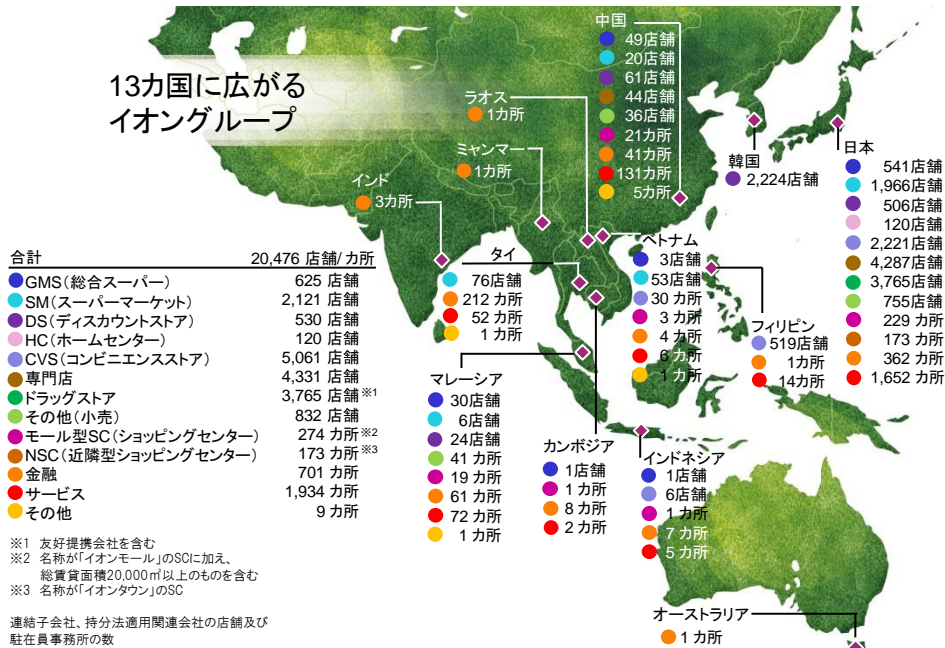 13カ国に広がる
イオングループ
中国
49店舗
20店舗
61店舗
44店舗
36店舗
21カ所
41カ所
131カ所
5カ所
ラオス
1カ所
ミャンマー
1カ所
インド
3カ所
韓国
2,224店舗
日本
541店舗
1,966店舗
506店舗
120店舗
2,221店舗
4,287店舗
3,765店舗
755店舗
229 カ所
173 カ所
362 カ所
1,652 カ所
合計 20,476 店舗/カ所
GMS(総合スーパー) 625 店舗
SM(スーパーマーケット) 2,121 店舗
DS(ディスカウントストア) 530 店舗
HC(ホームセンター) 120 店舗
CVS(コンビニエンスストア) 5,061 店舗
専門店 4,331 店舗
ドラッグストア 3,765 店舗※1
その他(小売) 832 店舗
モール型SC(ショッピングセンター) 274 カ所※2
NSC(近隣型ショッピングセンター) 173 カ所※3
金融 701 カ所
サービス 1,934 カ所
その他 9 カ所
※1 友好提携会社を含む
※2 名称が「イオンモール」のSCに加え、
総賃貸面積20,000㎡以上のものを含む
※3 名称が「イオンタウン」のSC
連結子会社、持分法適用関連会社の店舗及び
駐在員事務所の数
タイ
76店舗
212 カ所
52 カ所
1 カ所
ベトナム
3店舗
53店舗
30 カ所
3 カ所
4 カ所
6 カ所
1 カ所
フィリピン
519店舗
1カ所
14カ所
マレーシア
30店舗
6店舗
24店舗
41 カ所
19 カ所
61 カ所
72 カ所
1 カ所
カンボジア
1店舗
1 カ所
8 カ所
2 カ所
インドネシア
1店舗
6店舗
1 カ所
7 カ所
5 カ所
オーストラリア
1 カ所